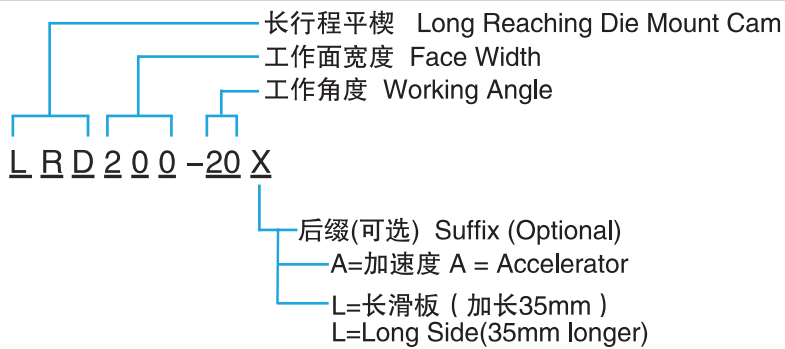 长行程平楔 Long Reaching Die Mount Cam
工作面宽度 Face Width
工作角度 Working Angle
LRD200-20X
后缀(可选) Suffix (Optional)
A=加速度 A = Accelerator
L=长滑板（加长35mm）
L=Long Side(35mm longer)